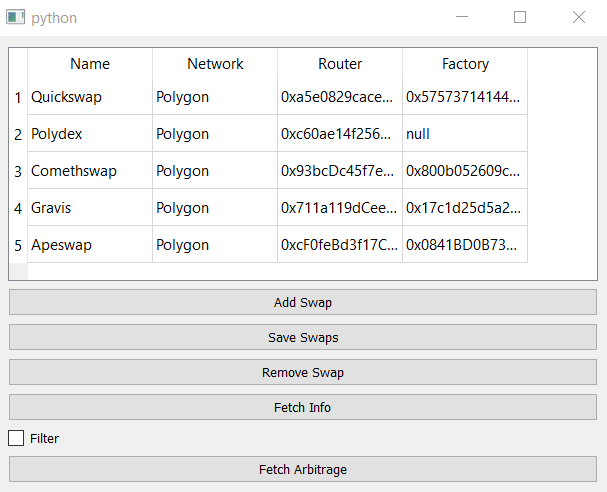 python
Name Network Router Factory
1 Quickswap Polygon 0xa5e0829cace... 0x57573714144...
2 Polydex Polygon 0xc60ae14f256... null
3 Comethswap Polygon 0x93bcDc45f7e... 0x800b052609c...
4 Gravis Polygon 0x711a119dCee... 0x17c1d25d5a2...
5 Apeswap Polygon 0xcF0feBd3f17C... 0x0841BD0B73...
Add Swap
Save Swaps
Remove Swap
Fetch Info
Filter
Fetch Arbitrage